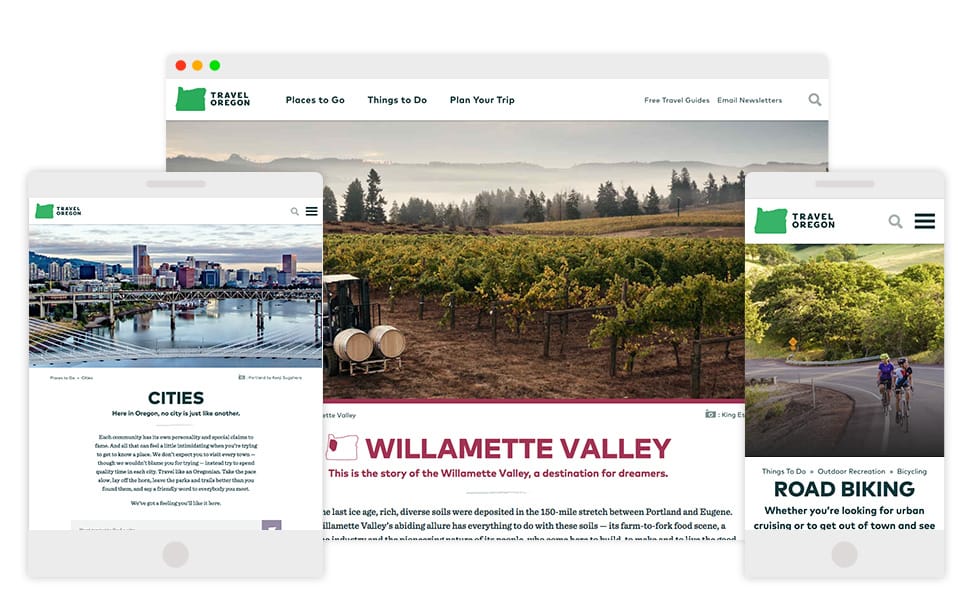 TRAVEL
OREGON
Places to Go
Things to Do
Plan Your Trip
Free Travel Guides
Email Newsletters
ette Valley
: King Es
WILLAMETTE VALLEY
This is the story of the Willamette Valley, a destination for dreamers.
he last ice age, rich, diverse soils were deposited in the 150-mile stretch between Portland and Eugene.
illamette Valley's abiding allure has everything to do with these soils — its farm-to-fork food scene, a
industry and the pioneering nature of its people, who come here to build, to make and to live the good
TRAVEL
OREGON
Places to Go » Cities
: Portland by Kenji Sugahara
CITIES
Here in Oregon, no city is just like another.
Each community has its own personality and special claims to
fame. And all that can feel a little intimidating when you're trying
to get to know a place. We don't expect you to visit every town —
though we wouldn't blame you for trying — instead try to spend
quality time in each city. Travel like an Oregonian. Take the pace
slow, lay off the horn, leave the parks and trails better than you
found them, and say a friendly word to everybody you meet.
We've got a feeling you'll like it here.
TRAVEL
OREGON
Things To Do » Outdoor Recreation » Bicycling
ROAD BIKING
Whether you're looking for urban
cruising or to get out of town and see